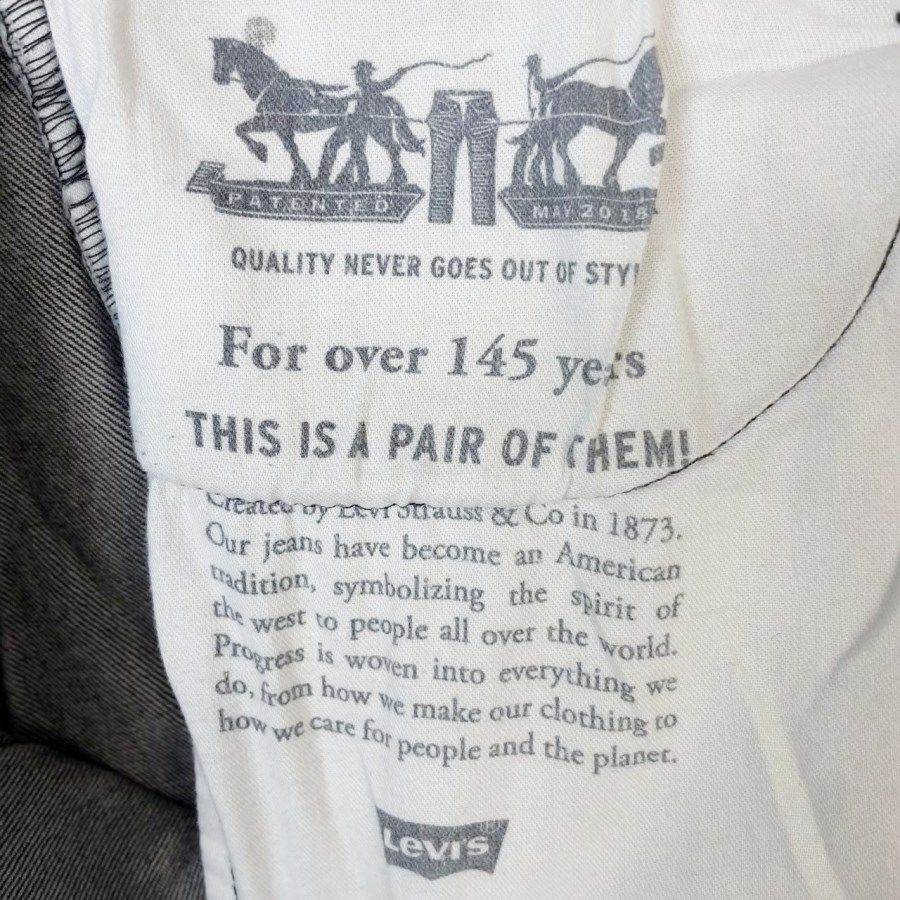 PATENTED MAY 2018
QUALITY NEVER GOES OUT OF STY
For over 145 years
THIS IS A PAIR OF THEM!
Created by Levi Strauss & Co in 1873.
Our jeans have become an American
tradition, symbolizing the spirit of
the west to people all over the world.
Progress is woven into everything we
do, from how we make our clothing to
how we care for people and the planet.
Levi's